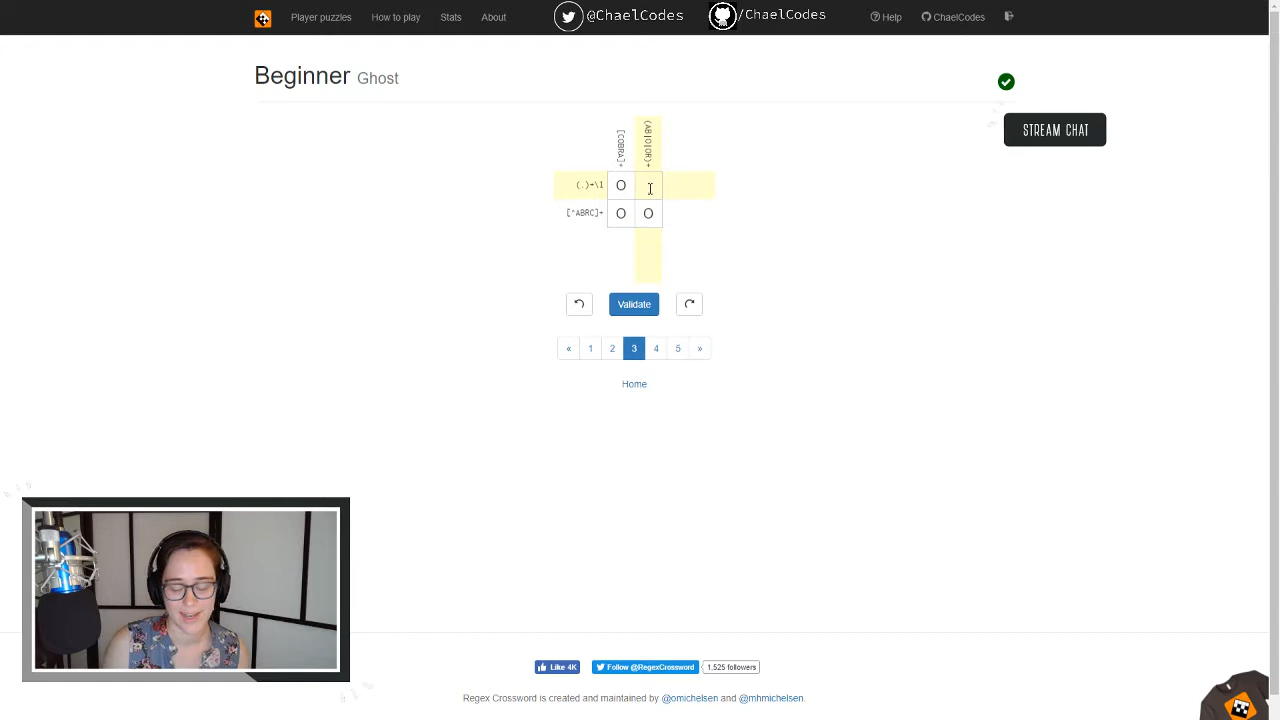 Player puzzles How to play Stats About @ChaelCodes /ChaelCodes Help ChaelCodes
Beginner Ghost
STREAM CHAT
[COBRA]+ (AB|O|OR)+
(.)+\1 O
[^ABRC]+ O O
Validate
« 1 2 3 4 5 »
Home
Like 4K Follow @RegexCrossword 1,525 followers
Regex Crossword is created and maintained by @omichelsen and @mhmichelsen.